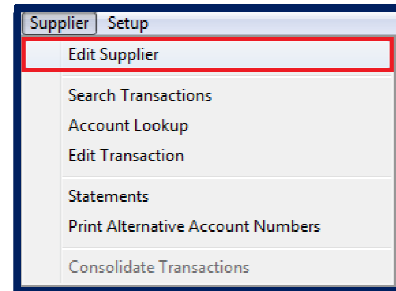 Supplier Setup
Edit Supplier
Search Transactions
Account Lookup
Edit Transaction
Statements
Print Alternative Account Numbers
Consolidate Transactions